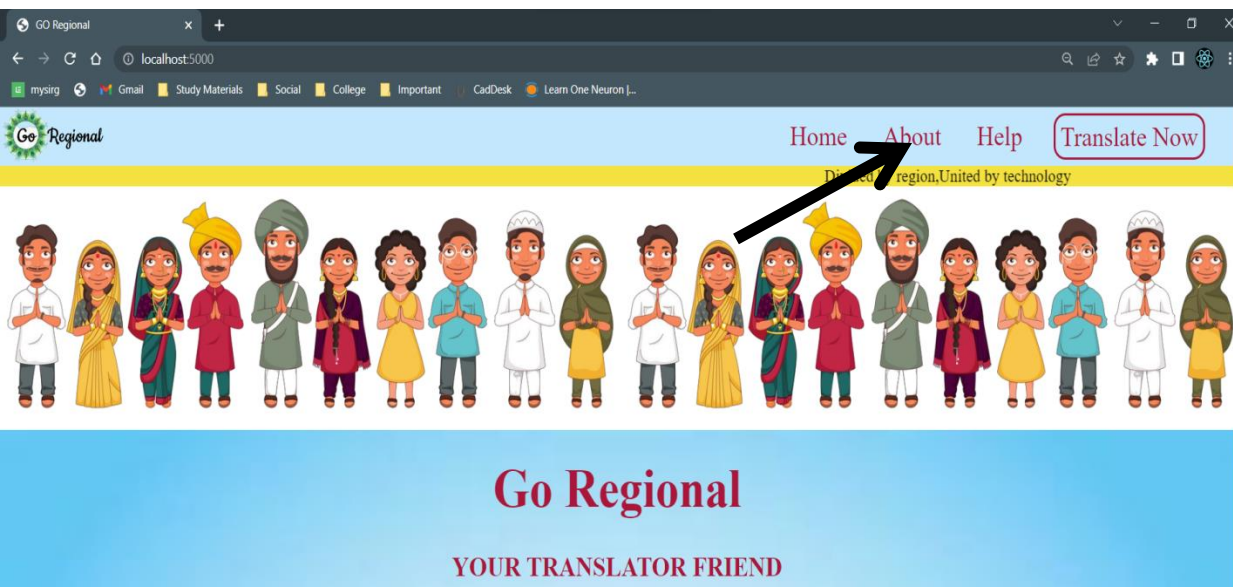 GO Regional
localhost:5000
mysirg Gmail Study Materials Social College Important CadDesk Learn One Neuron |...
Go Regional
Home About Help Translate Now
region,United by technology
Go Regional
YOUR TRANSLATOR FRIEND